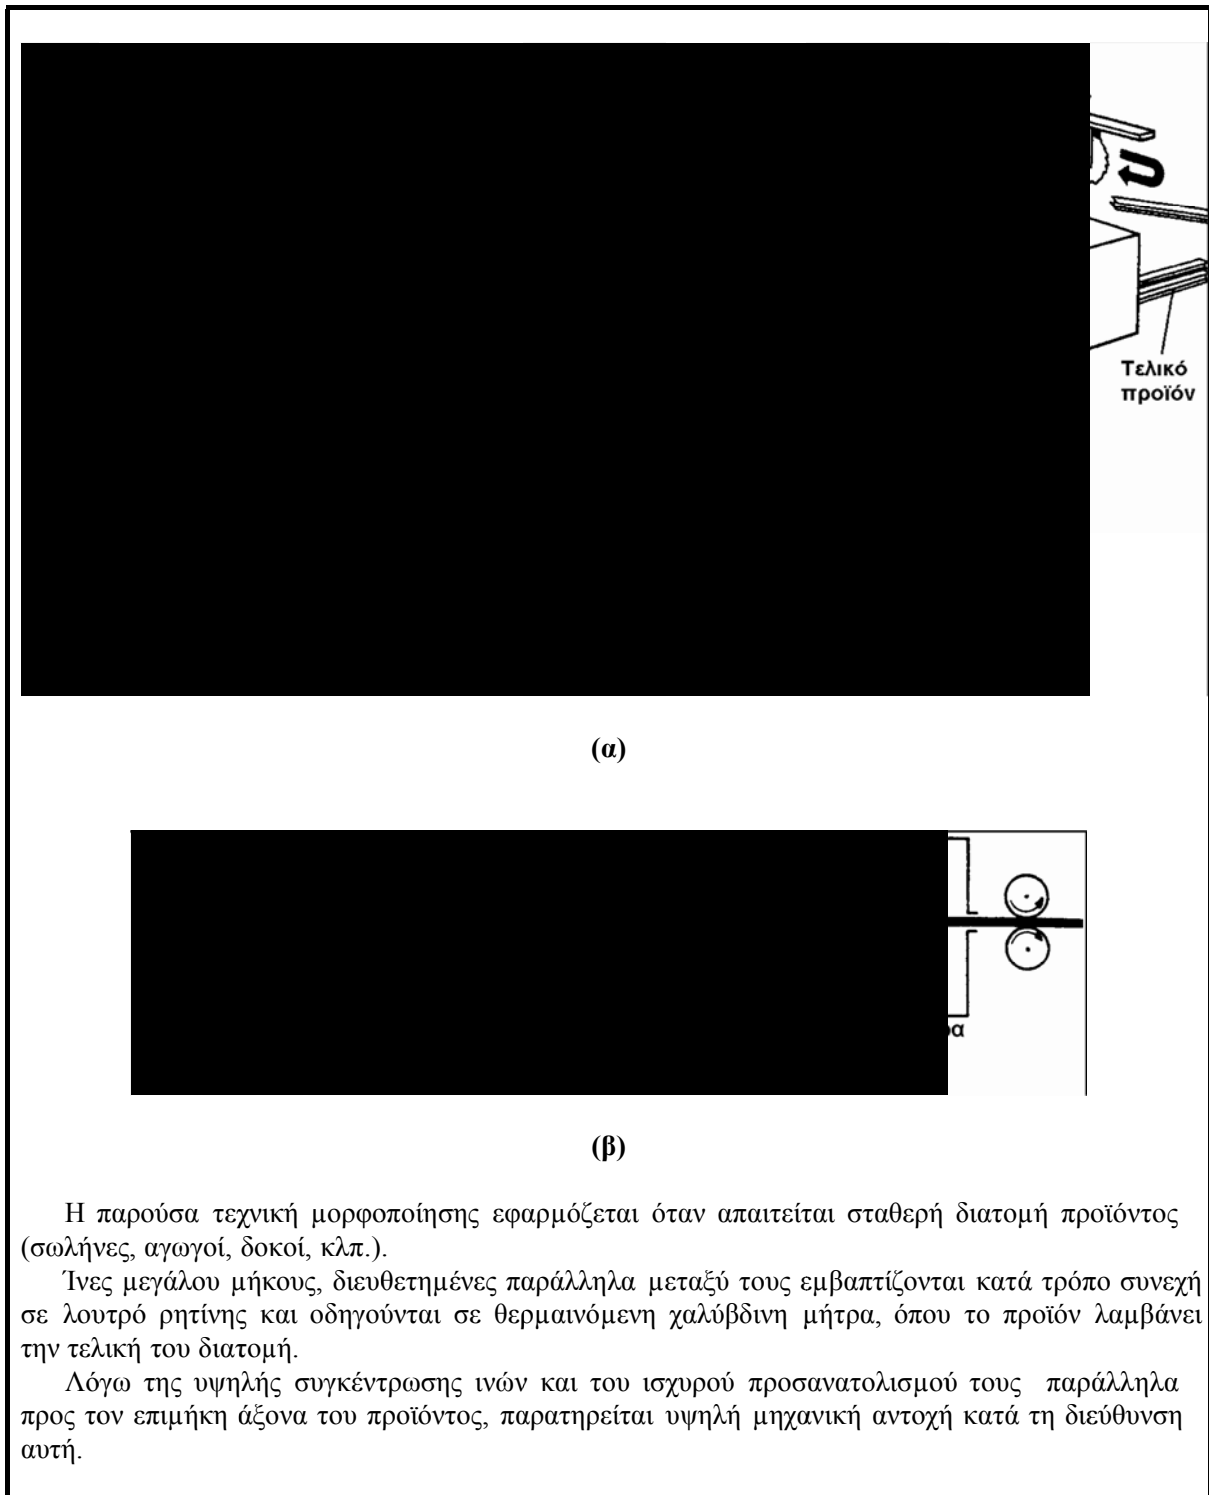 Τελικό
προϊόν
(α)
(β)
Η παρούσα τεχνική μορφοποίησης εφαρμόζεται όταν απαιτείται σταθερή διατομή προϊόντος
(σωλήνες, αγωγοί, δοκοί, κλπ.).
Ίνες μεγάλου μήκους, διευθετημένες παράλληλα μεταξύ τους εμβαπτίζονται κατά τρόπο συνεχή
σε λουτρό ρητίνης και οδηγούνται σε θερμαινόμενη χαλύβδινη μήτρα, όπου το προϊόν λαμβάνει
την τελική του διατομή.
Λόγω της υψηλής συγκέντρωσης ινών και του ισχυρού προσανατολισμού τους παράλληλα
προς τον επιμήκη άξονα του προϊόντος, παρατηρείται υψηλή μηχανική αντοχή κατά τη διεύθυνση
αυτή.